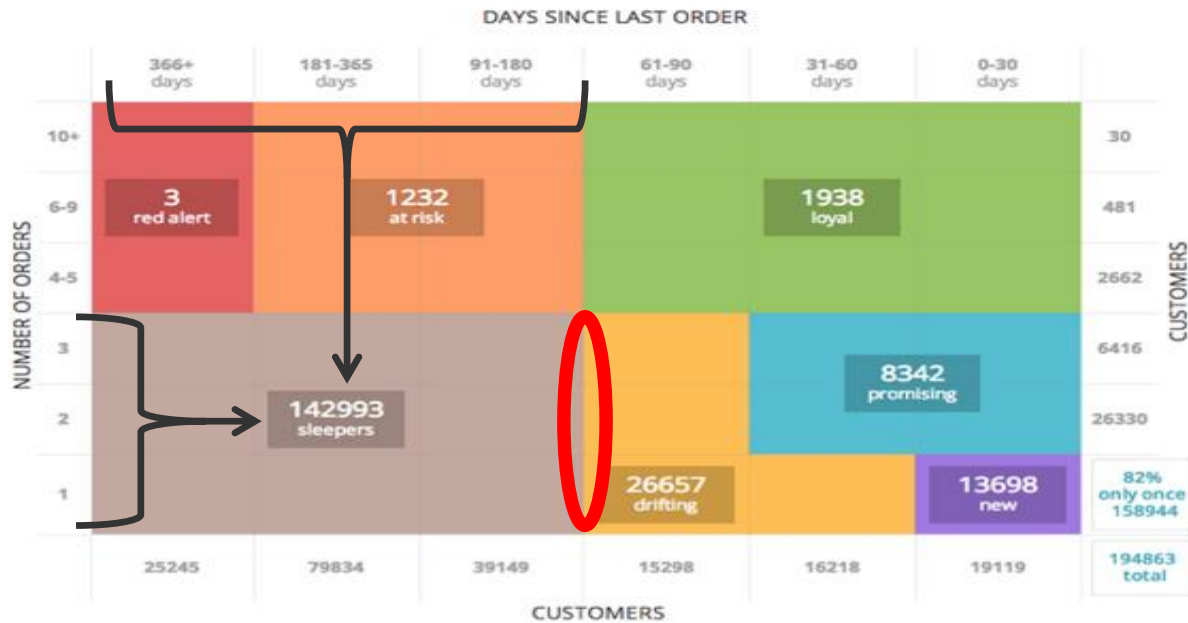 DAYS SINCE LAST ORDER
366+ 181-365 91-180 61-90 31-60 0-30
days days days days days days
10+ 30
3 1232 1938
red alert at risk loyal
6-9 481
4-5 2662
NUMBER OF ORDERS
CUSTOMERS
3 6416
8342
promising
2 142993 26330
sleepers
1 26657 13698 82%
drifting new only once
158944
25245 79834 39149 15298 16218 19119 194863
total
CUSTOMERS